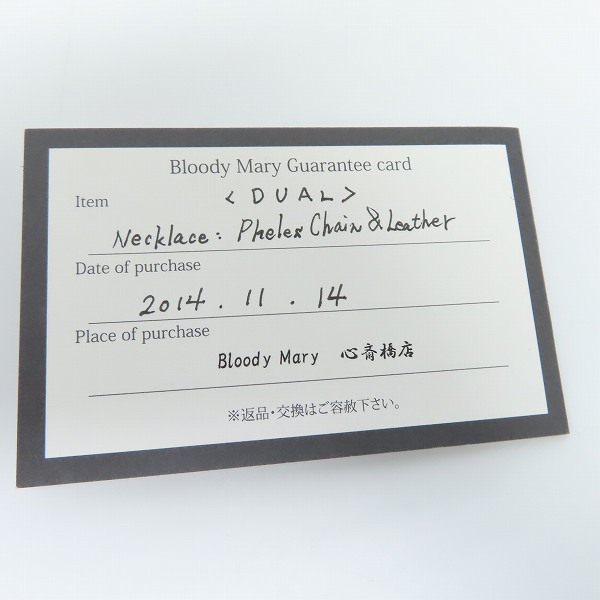 Bloody Mary Guarantee card
Item
< DUAL >
Necklace: Pheles Chain & Leather
Date of purchase
2014.11.14
Place of purchase
Bloody Mary 心斎橋店
※返品・交換はご容赦下さい。